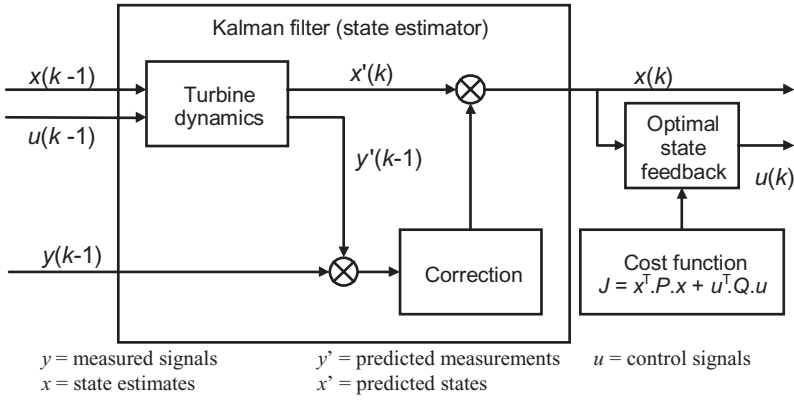 Kalman filter (state estimator)
x(k -1)
x'(k)
x(k)
Turbine
dynamics
u(k -1)
Optimal
state
feedback
y'(k-1)
u(k)
y(k-1)
Correction
Cost function
J = xᵀ.P.x + uᵀ.Q.u
y = measured signals
y’ = predicted measurements
u = control signals
x = state estimates
x’ = predicted states